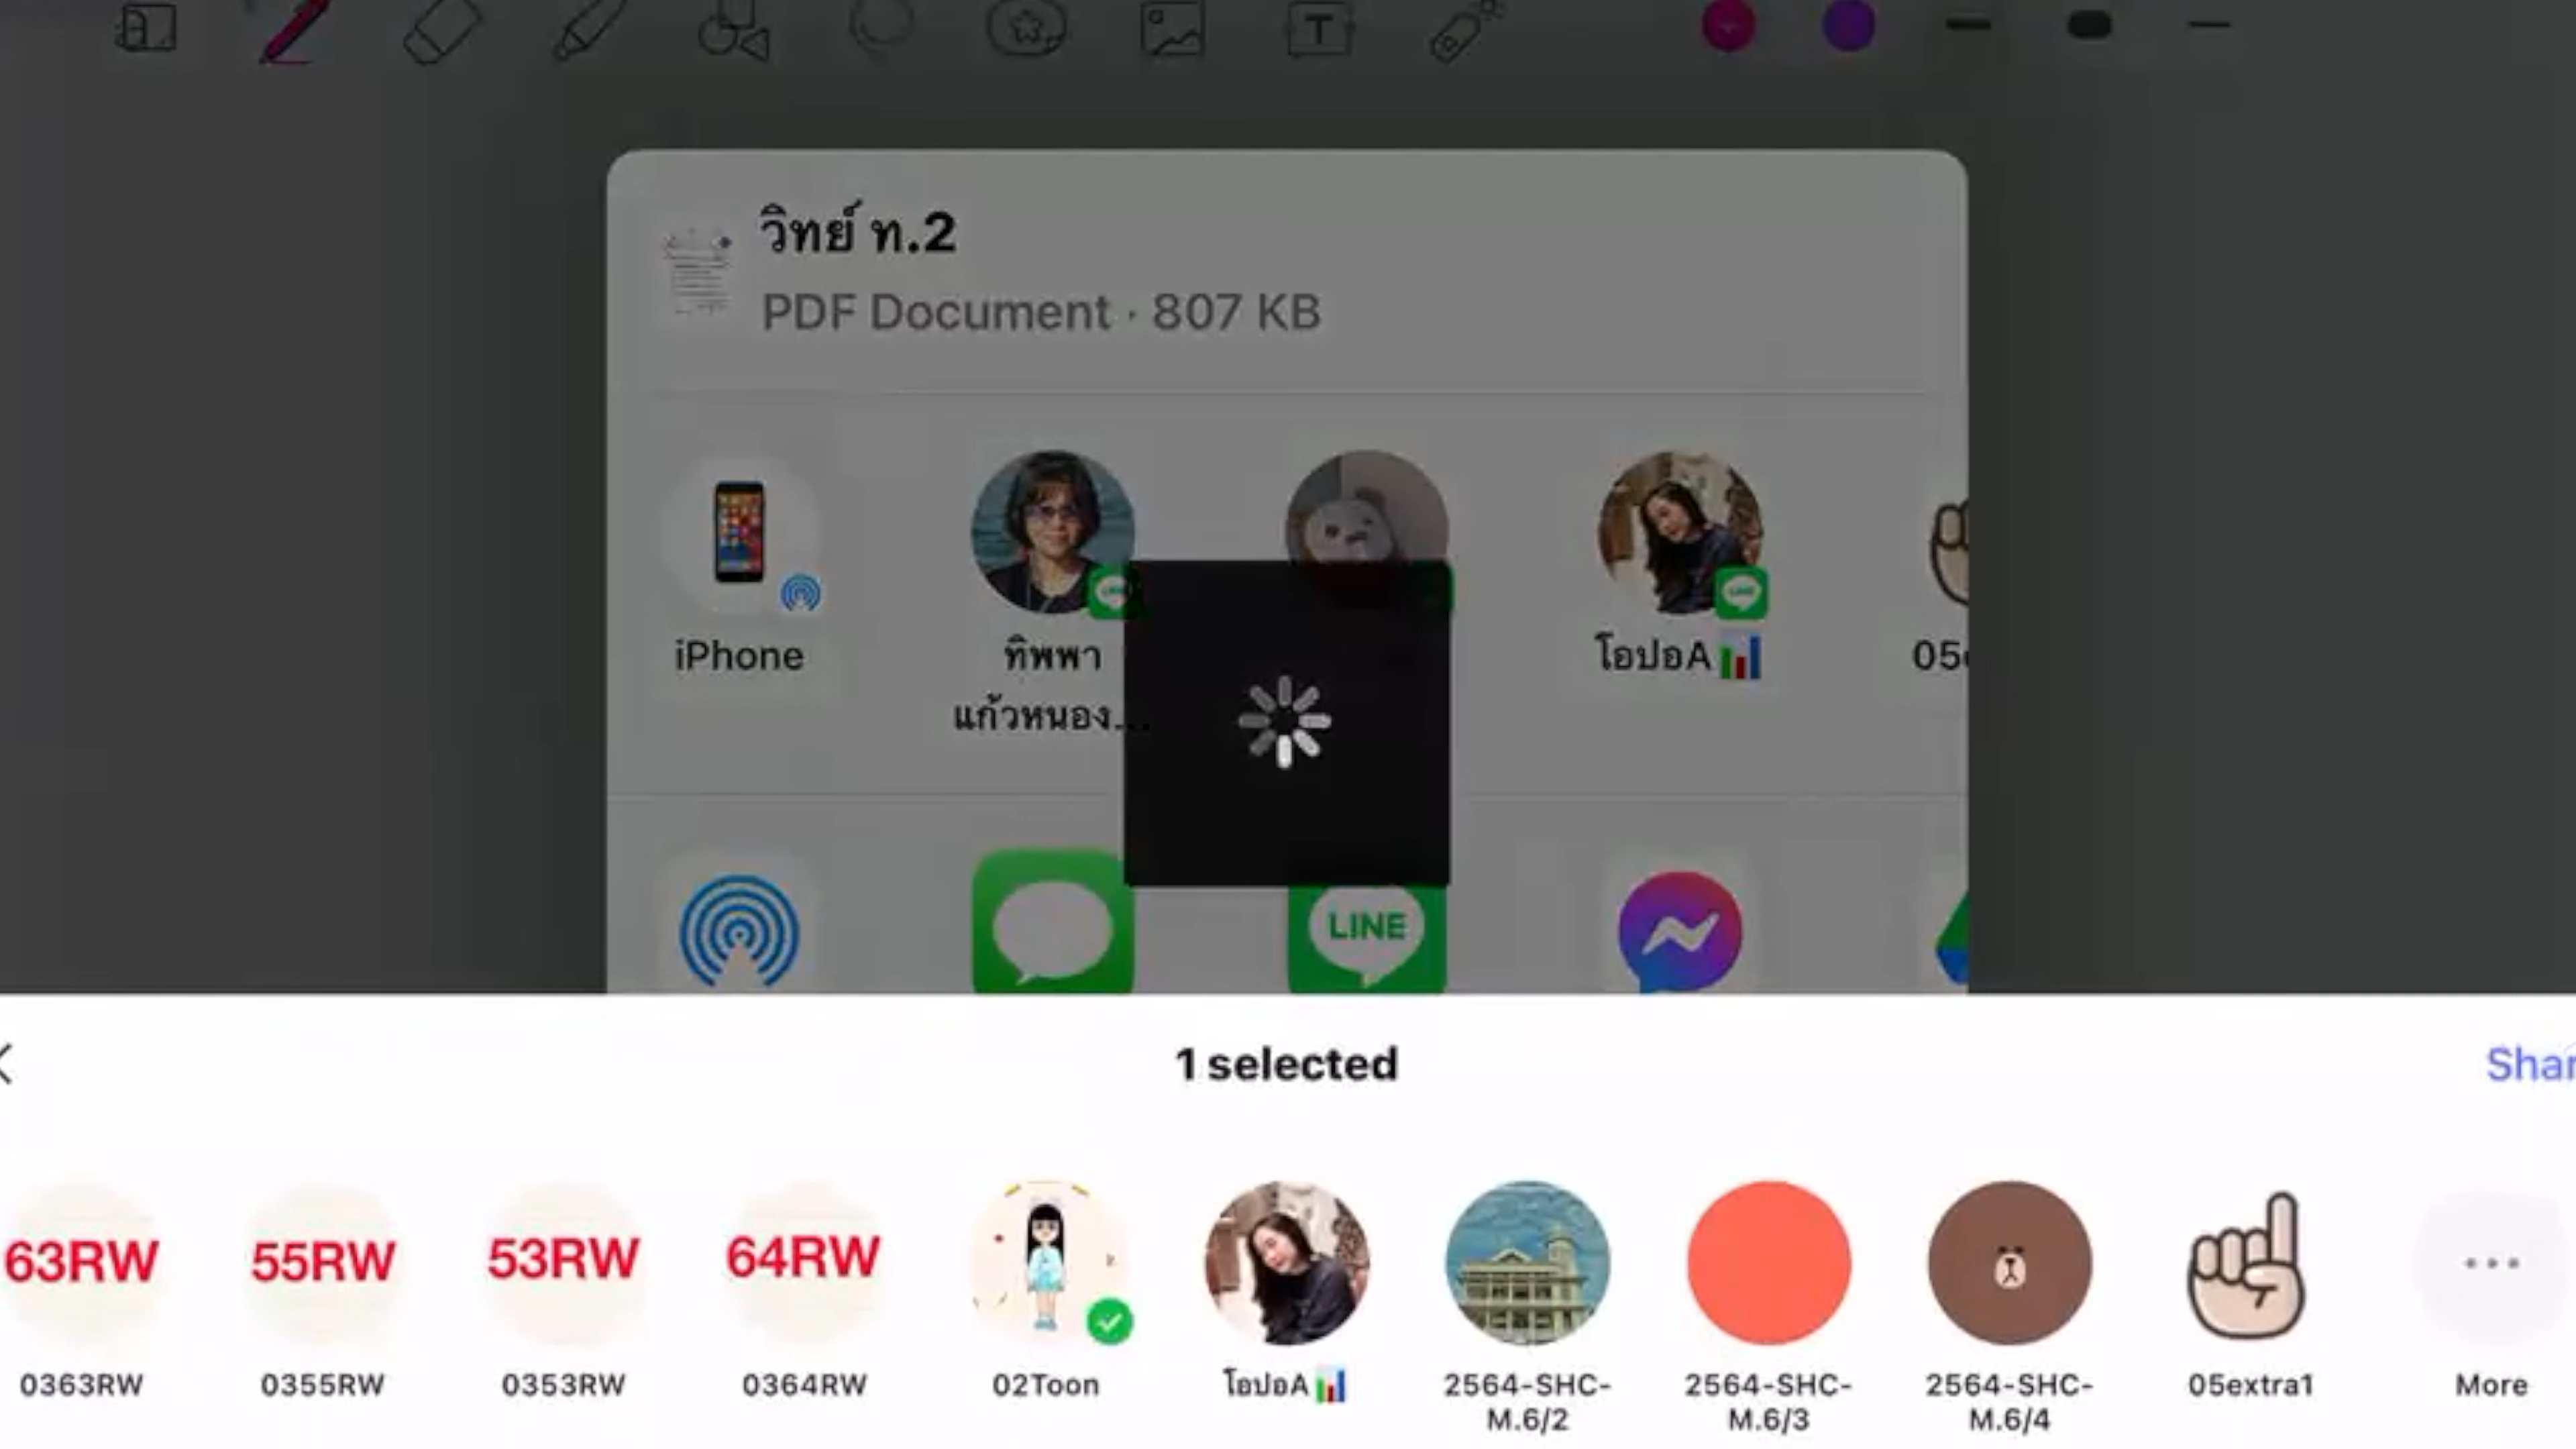 วิทย์ ท.2
PDF Document · 807 KB
iPhone
ทิพพา
แก้วหนอง...
โอปอA
LINE
1 selected
63RW
55RW
53RW
64RW
0363RW
0355RW
0353RW
0364RW
02Toon
โอปอA
2564-SHC-
M.6/2
2564-SHC-
M.6/3
2564-SHC-
M.6/4
05extra1
More